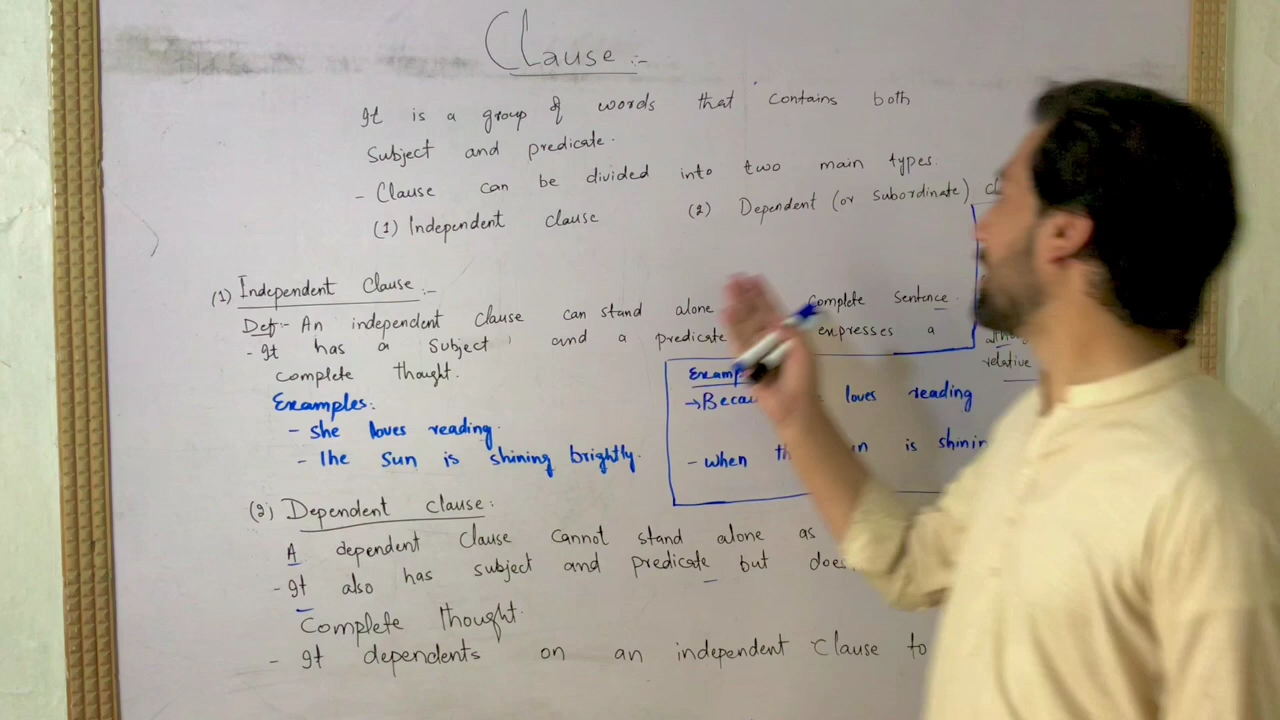 Clause :-
It is a group of words that contains both
Subject and predicate.
- Clause can be divided into two main types.
(1) Independent clause (2) Dependent (or subordinate)
(1) Independent Clause :-
Def:- An independent clause can stand alone complete sentence.
- It has a subject, and a predicate expresses a
complete thought.
Examples:
- She loves reading.
- The sun is shining brightly.
relative
→ loves reading
- when is
(2) Dependent clause:
A dependent clause cannot stand alone as
- It also has subject and predicate but
Complete thought.
- It dependents on an independent clause to